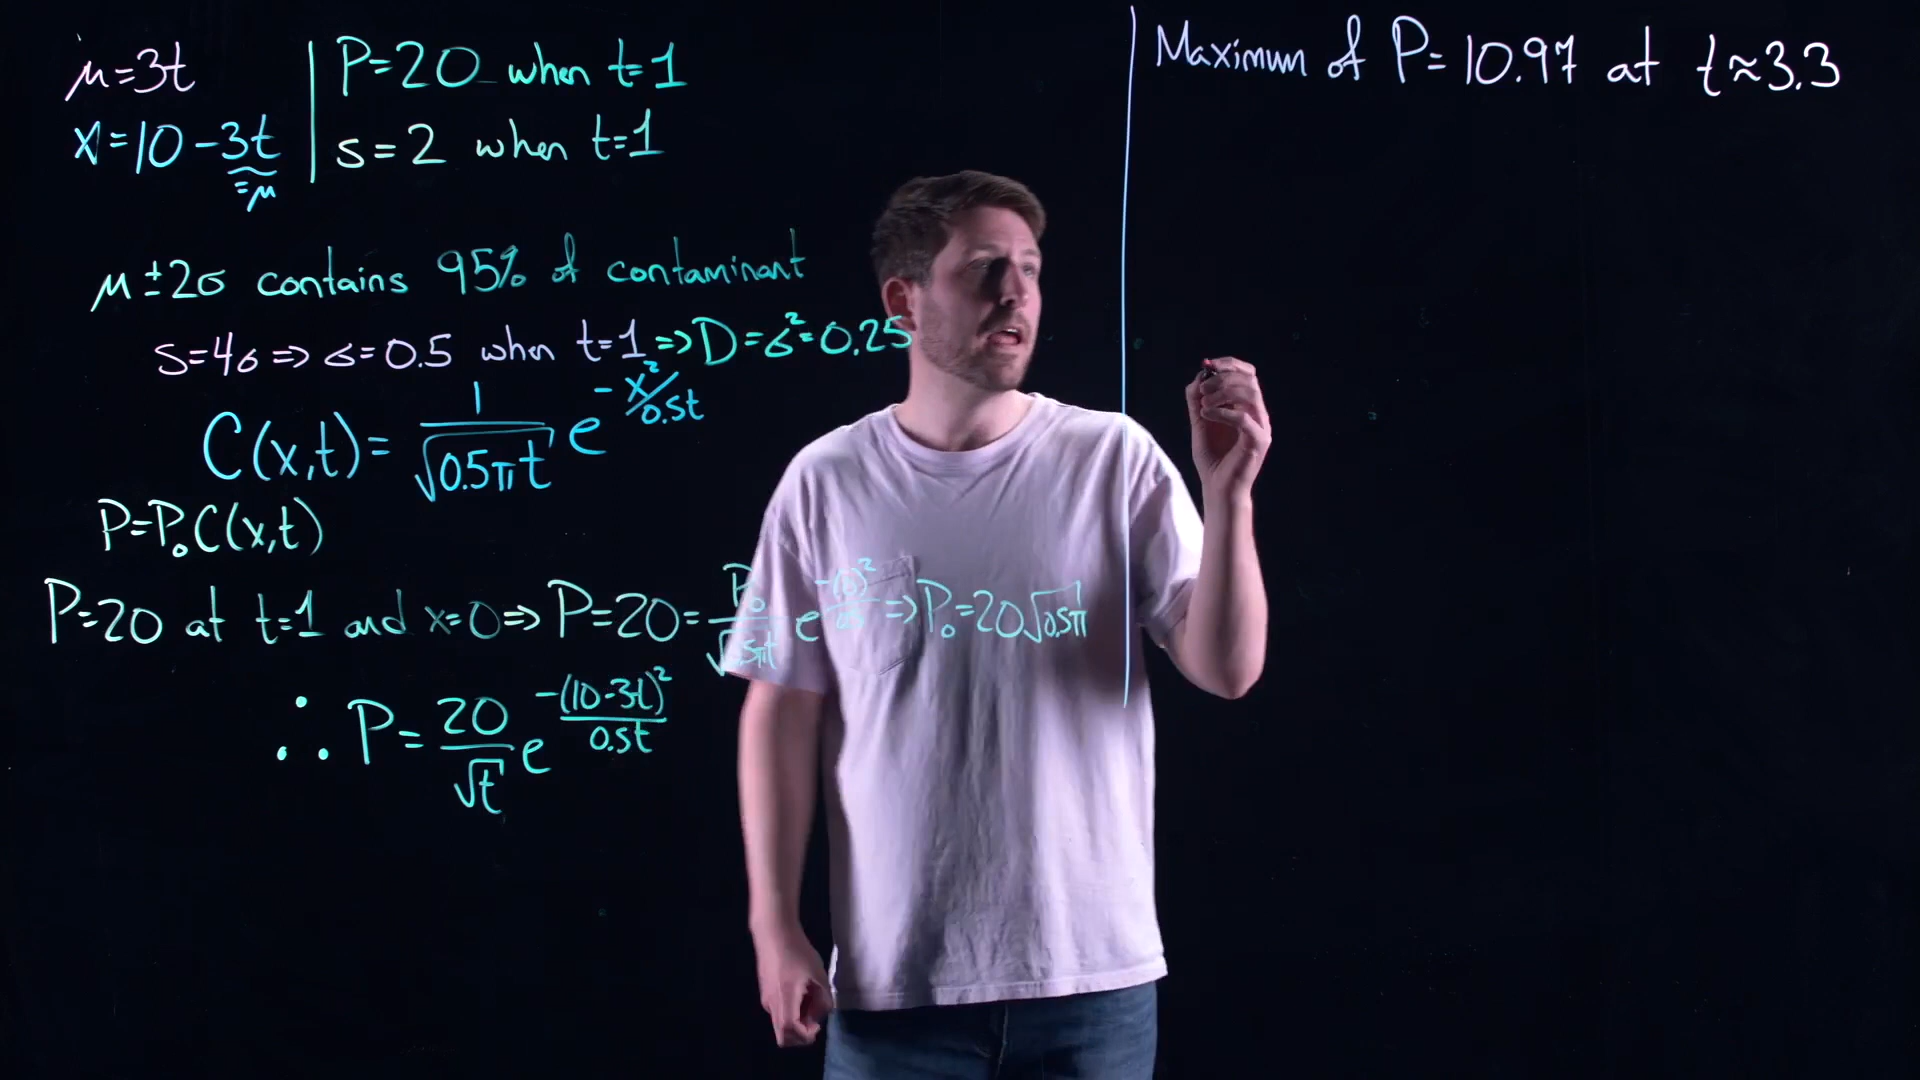 μ=3t
x=10-3t
=μ
P=20 when t=1
s=2 when t=1
μ±2σ contains 95% of contaminant
s=4σ⇒σ=0.5 when t=1⇒D=σ²=0.25
C(x,t)=1/√0.5πt e^-x²/0.5t
P=P₀C(x,t)
P=20 at t=1 and x=0⇒P=20=P₀/√.5πt e^-(0)²/0.5⇒P₀=20√0.5π
∴P=20/√t e^-(10-3t)²/0.5t
Maximum of P=10.97 at t≈3.3